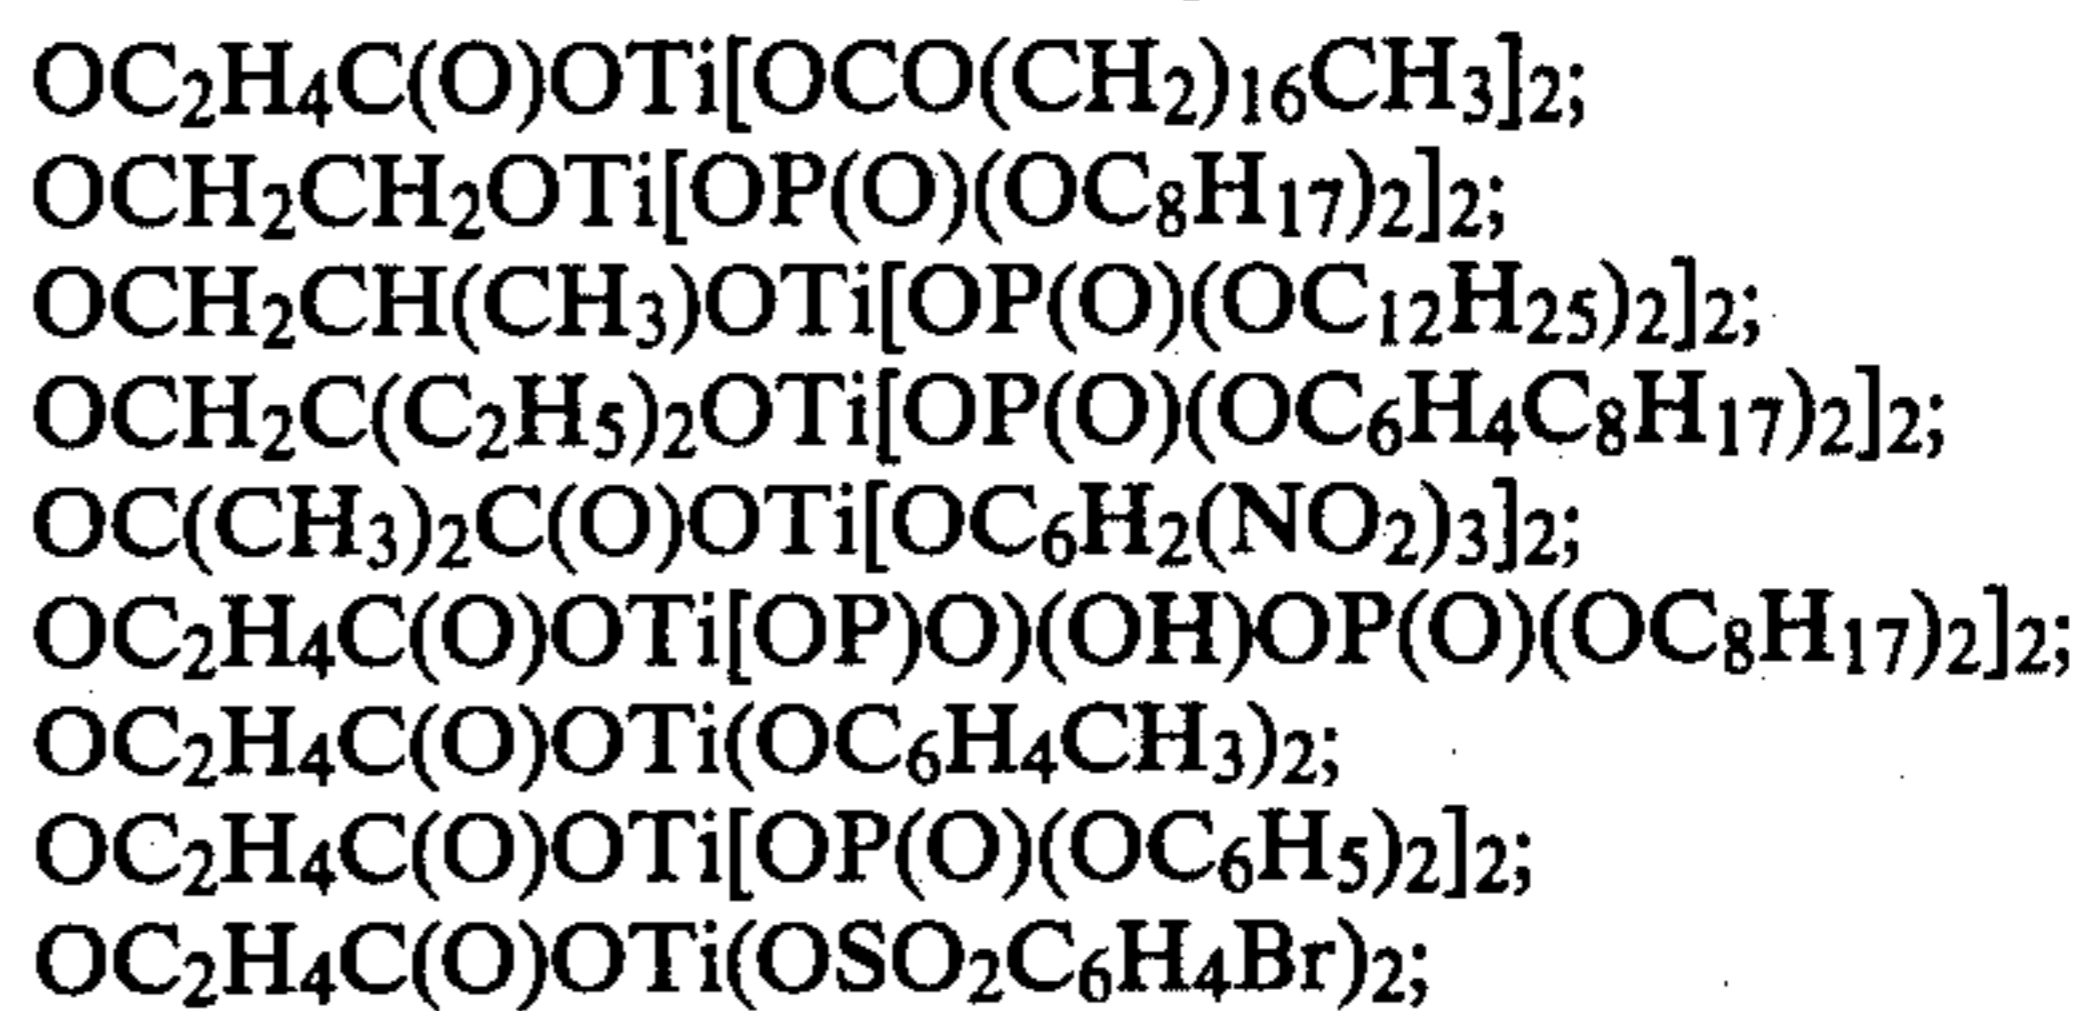 OC2H4C(O)OTi[OCO(CH2)16CH3]2;
OCH2CH2OTi[OP(O)(OC8H17)2]2;
OCH2CH(CH3)OTi[OP(O)(OC12H25)2]2;
OCH2C(C2H5)2OTi[OP(O)(OC6H4C8H17)2]2;
OC(CH3)2C(O)OTi[OC6H2(NO2)3]2;
OC2H4C(O)OTi[OP)O)(OH)OP(O)(OC8H17)2]2;
OC2H4C(O)OTi(OC6H4CH3)2;
OC2H4C(O)OTi[OP(O)(OC6H5)2]2;
OC2H4C(O)OTi(OSO2C6H4Br)2;